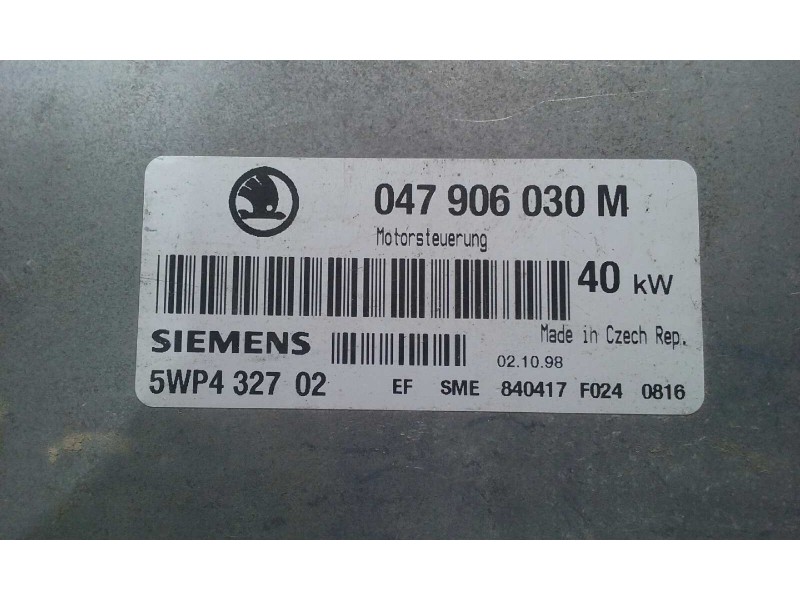 047 906 030 M
Motorsteuerung
40 kW
Made in Czech Rep.
SIEMENS
02.10.98
5WP4 327 02 EF SME 840417 F024 0816